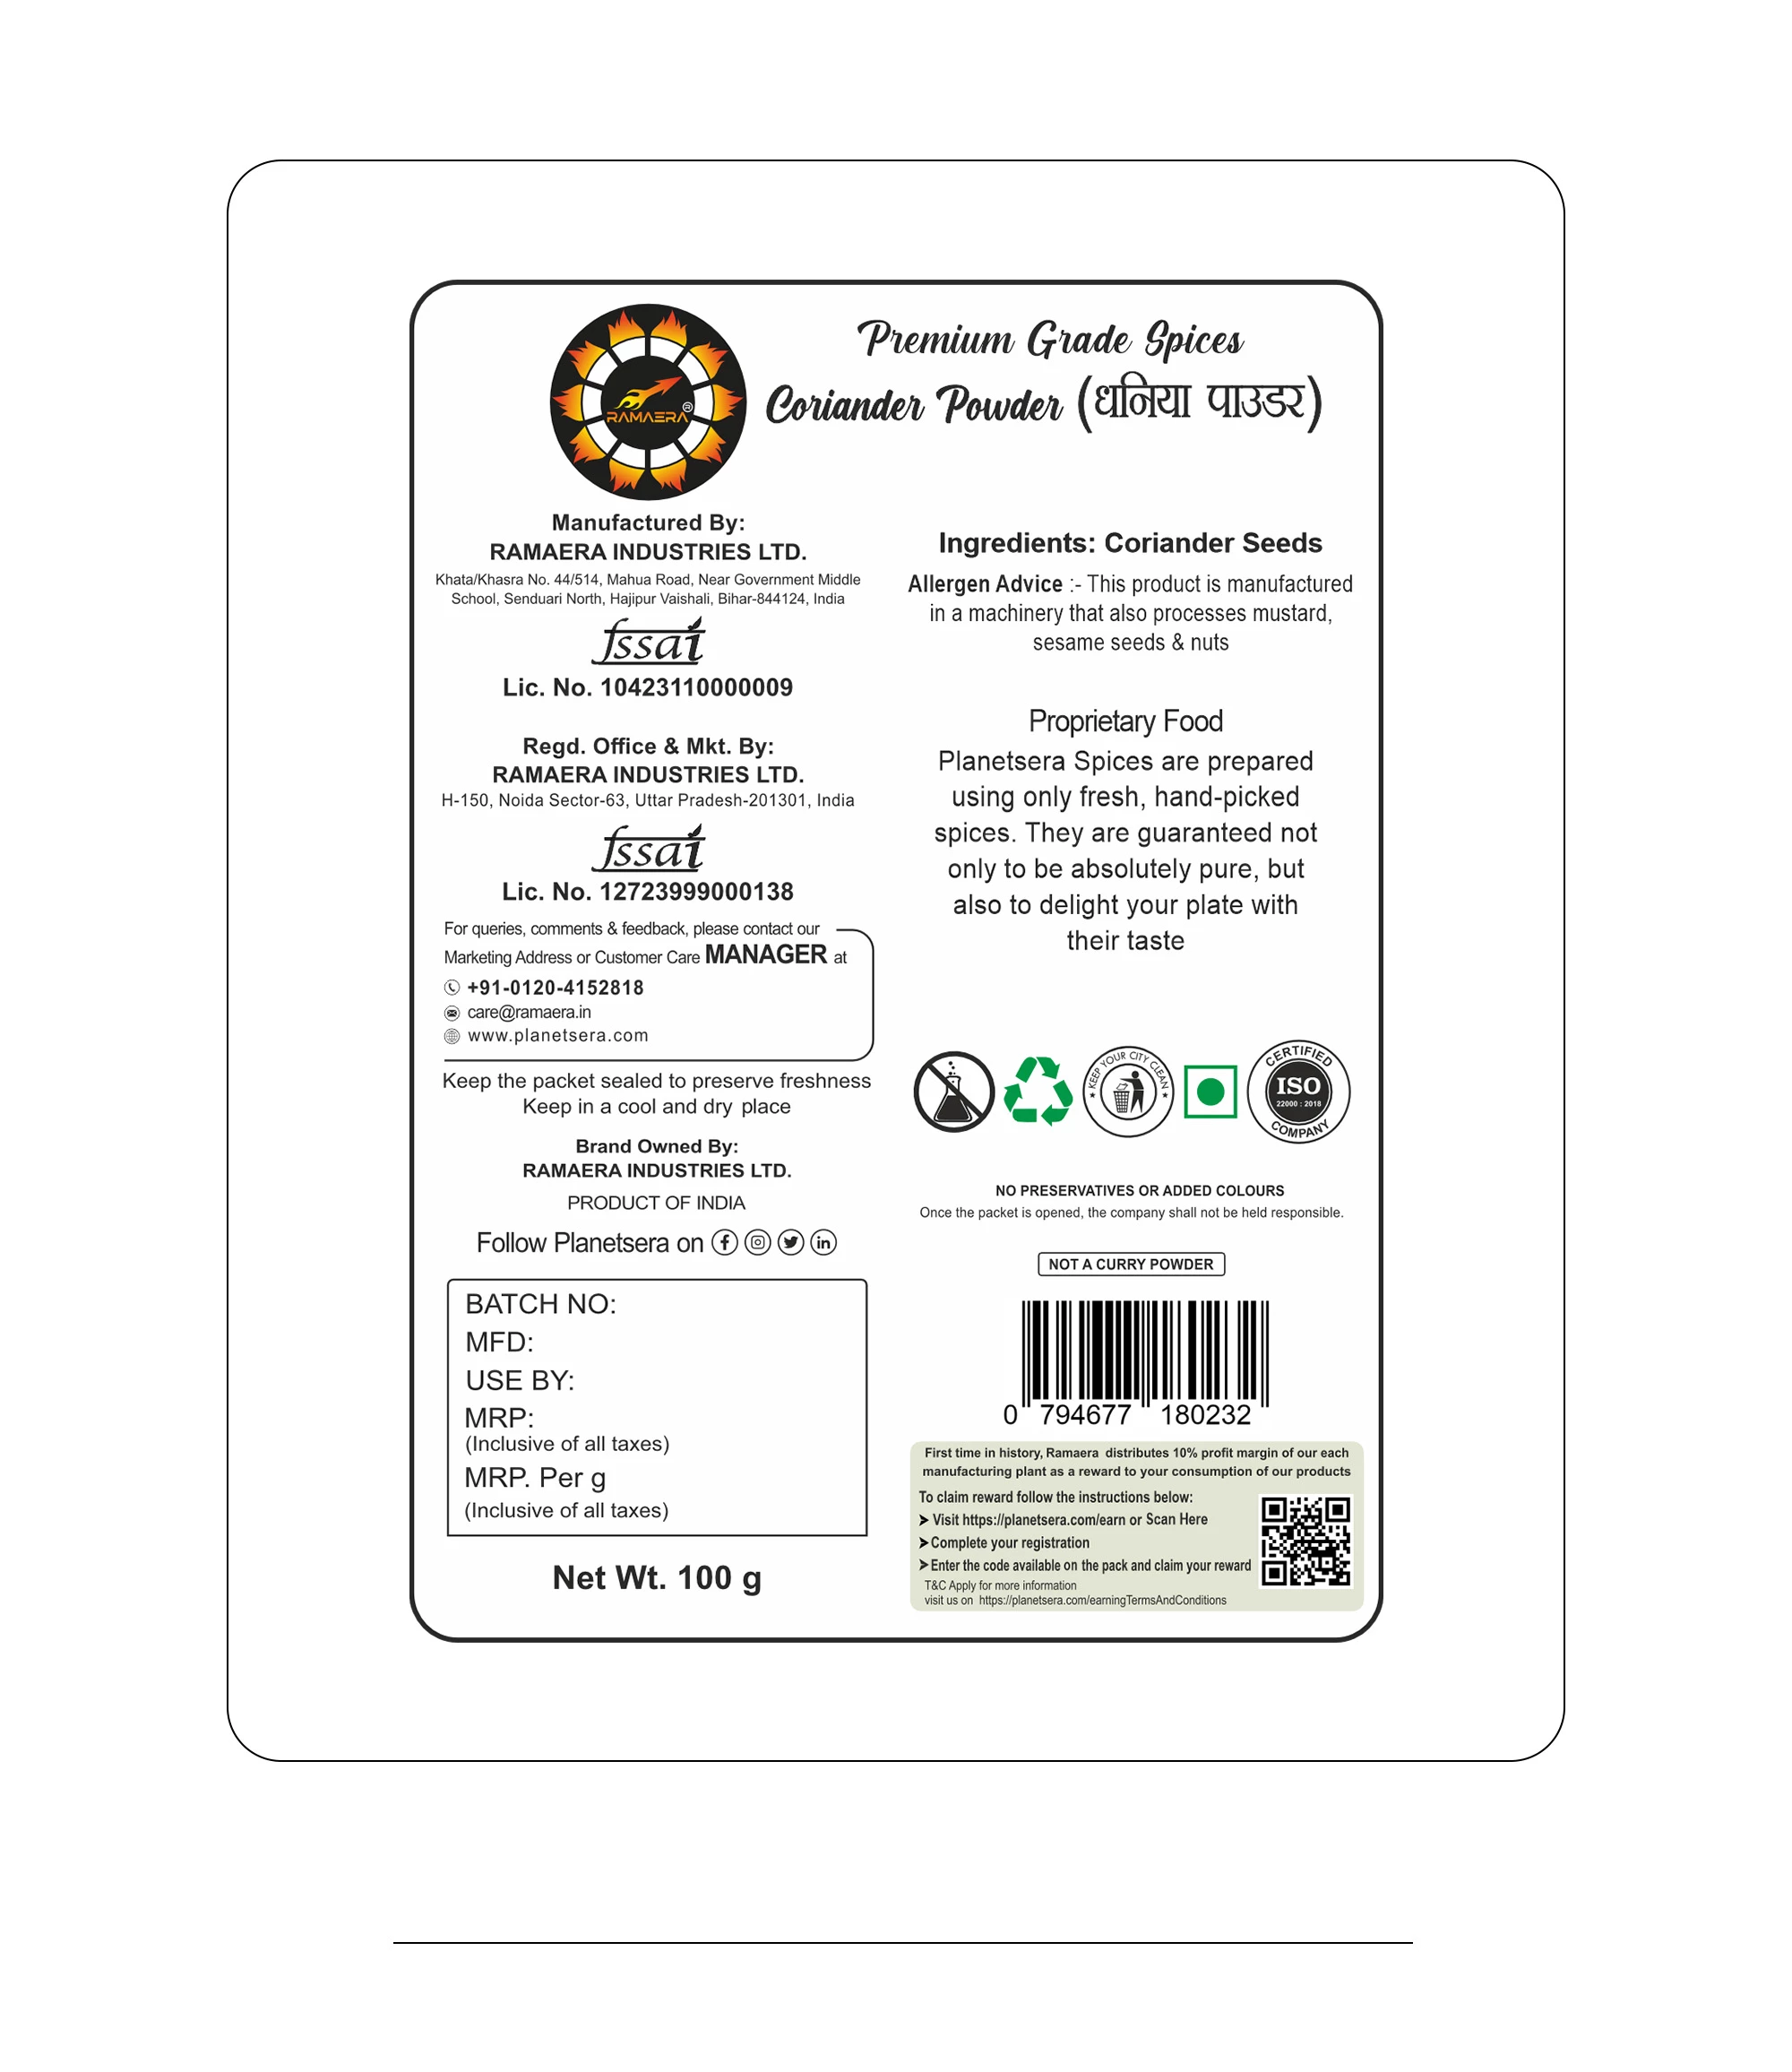 RAMAERA®
Premium Grade Spices
Coriander Powder (धनिया पाउडर)
Manufactured By:
RAMAERA INDUSTRIES LTD.
Khata/Khasra No. 44/514, Mahua Road, Near Government Middle
School, Senduari North, Hajipur Vaishali, Bihar-844124, India
fssai
Lic. No. 10423110000009
Regd. Office & Mkt. By:
RAMAERA INDUSTRIES LTD.
H-150, Noida Sector-63, Uttar Pradesh-201301, India
fssai
Lic. No. 12723999000138
For queries, comments & feedback, please contact our
Marketing Address or Customer Care MANAGER at
+91-0120-4152818
care@ramaera.in
www.planetsera.com
Keep the packet sealed to preserve freshness
Keep in a cool and dry place
Brand Owned By:
RAMAERA INDUSTRIES LTD.
PRODUCT OF INDIA
Follow Planetsera on
BATCH NO:
MFD:
USE BY:
MRP:
(Inclusive of all taxes)
MRP. Per g
(Inclusive of all taxes)
Net Wt. 100 g
Ingredients: Coriander Seeds
Allergen Advice :- This product is manufactured
in a machinery that also processes mustard,
sesame seeds & nuts
Proprietary Food
Planetsera Spices are prepared
using only fresh, hand-picked
spices. They are guaranteed not
only to be absolutely pure, but
also to delight your plate with
their taste
KEEP YOUR CITY CLEAN
CERTIFIED
ISO
22000 : 2018
COMPANY
NO PRESERVATIVES OR ADDED COLOURS
Once the packet is opened, the company shall not be held responsible.
NOT A CURRY POWDER
0 794677 180232
First time in history, Ramaera distributes 10% profit margin of our each
manufacturing plant as a reward to your consumption of our products
To claim reward follow the instructions below:
➤ Visit https://planetsera.com/earn or Scan Here
➤ Complete your registration
➤ Enter the code available on the pack and claim your reward
T&C Apply for more information
visit us on https://planetsera.com/earningTermsAndConditions